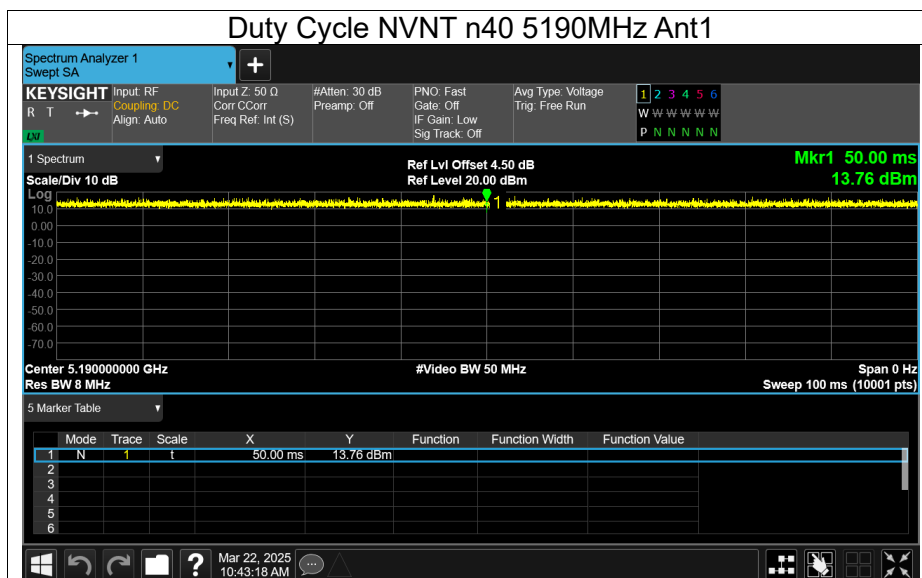 Duty Cycle NVNT n40 5190MHz Ant1
Spectrum Analyzer 1
Swept SA
+
KEYSIGHT Input: RF Input Z: 50 Ω #Atten: 30 dB PNO: Fast Avg Type: Voltage 1 2 3 4 5 6
R T Coupling: DC Corr CCorr Preamp: Off Gate: Off Trig: Free Run W W W W W W
Align: Auto Freq Ref: Int (S) IF Gain: Low
LXI Sig Track: Off P N N N N N
1 Spectrum Ref Lvl Offset 4.50 dB Mkr1 50.00 ms
Scale/Div 10 dB Ref Level 20.00 dBm 13.76 dBm
Log
10.0 1
0.00
-10.0
-20.0
-30.0
-40.0
-50.0
-60.0
-70.0
Center 5.190000000 GHz #Video BW 50 MHz Span 0 Hz
Res BW 8 MHz Sweep 100 ms (10001 pts)
5 Marker Table
Mode Trace Scale X Y Function Function Width Function Value
1 N 1 t 50.00 ms 13.76 dBm
2
3
4
5
6
? Mar 22, 2025
10:43:18 AM